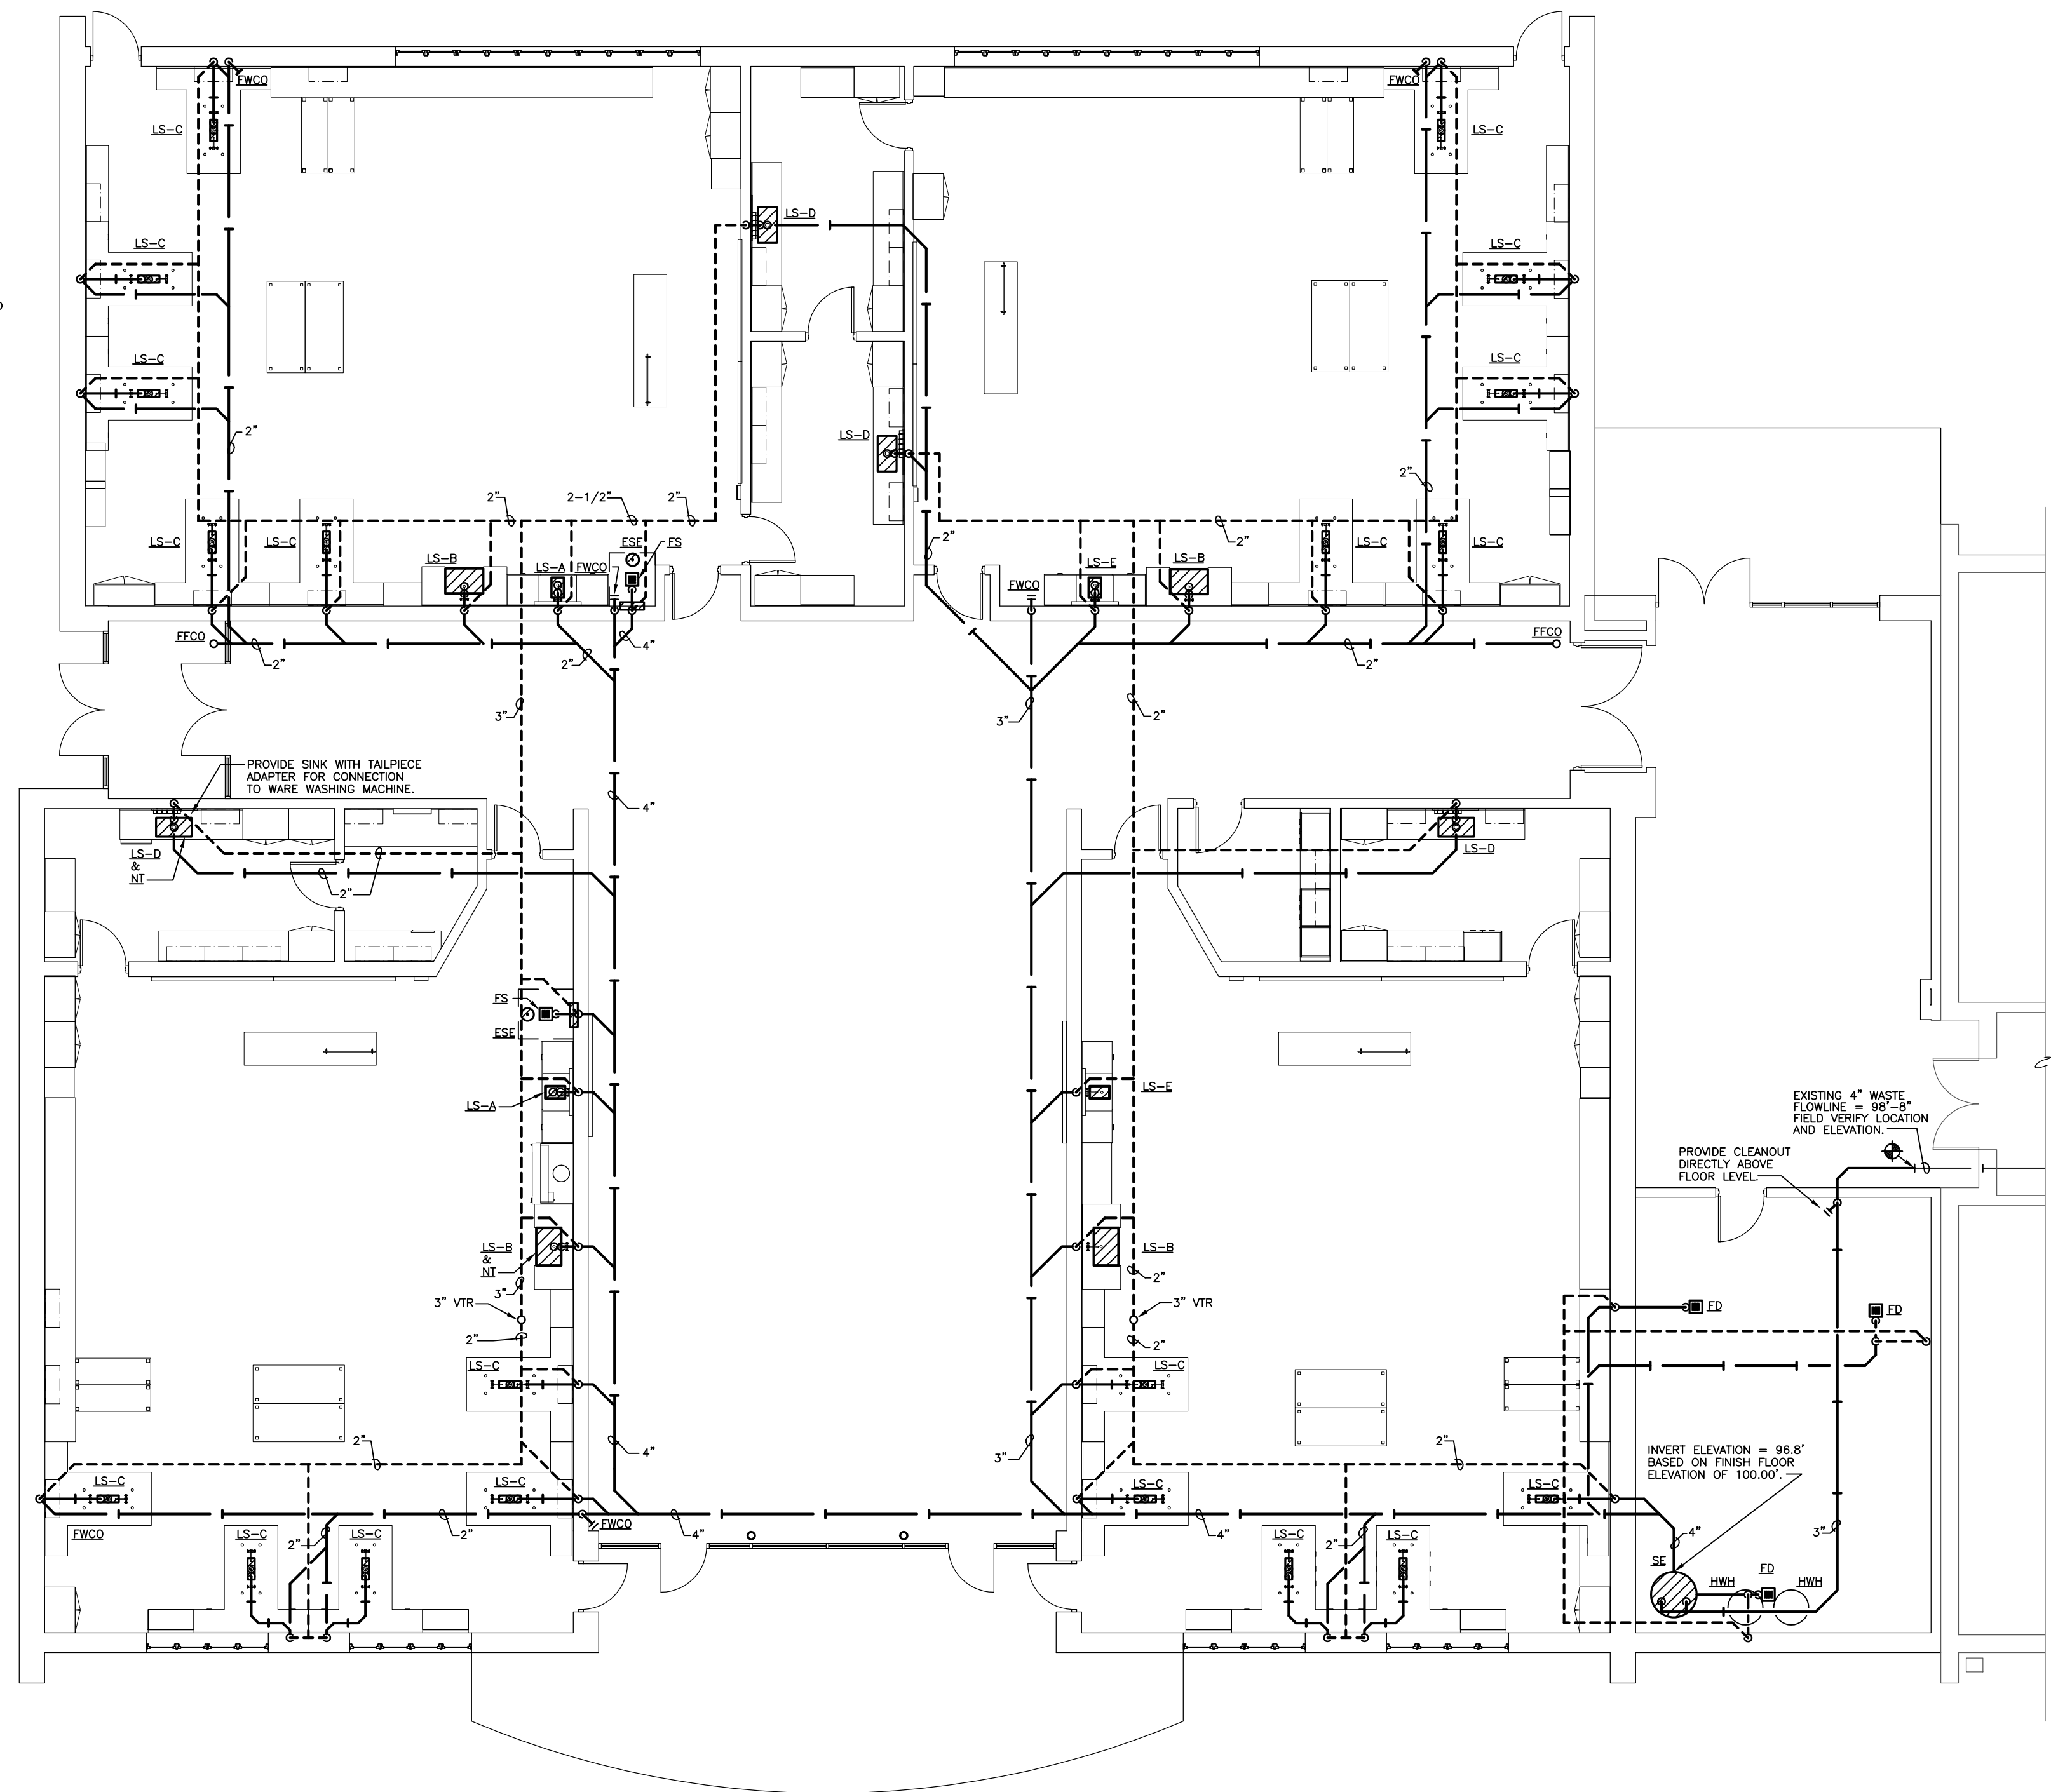 FWCO
FWCO
LS-C
LS-C
LS-D
LS-C
LS-C
LS-C
LS-C
2"
LS-D
2"
2"
2-1/2"
2"
2"
LS-C
LS-C
LS-B
LS-A
FWCO
ESE
FS
2"
FWCO
LS-E
LS-B
LS-C
LS-C
FFCO
2"
2"
4"
2"
FFCO
3"
3"
2"
PROVIDE SINK WITH TAILPIECE
ADAPTER FOR CONNECTION
TO WARE WASHING MACHINE.
4"
LS-D
&
NT
2"
LS-D
FS
ESE
LS-A
LS-E
EXISTING 4" WASTE
FLOWLINE = 98'-8"
FIELD VERIFY LOCATION
AND ELEVATION.
PROVIDE CLEANOUT
DIRECTLY ABOVE
FLOOR LEVEL.
LS-B
&
NT
LS-B
3"
2"
3" VTR
3" VTR
FD
FD
2"
2"
LS-C
LS-C
2"
4"
3"
2"
INVERT ELEVATION = 96.8'
BASED ON FINISH FLOOR
ELEVATION OF 100.00'.
LS-C
LS-C
LS-C
LS-C
FWCO
2"
FWCO
4"
4"
LS-C
2"
LS-C
LS-C
2"
LS-C
4"
3"
SE
HWH
FD
HWH